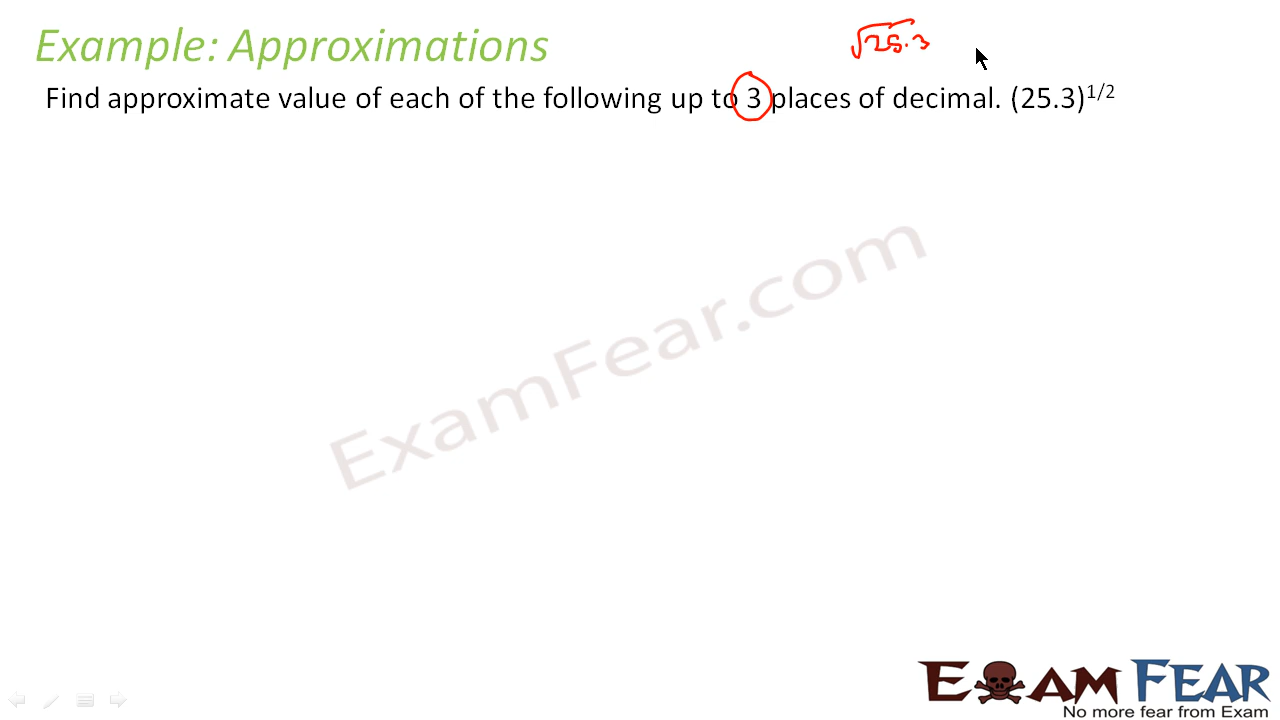 Example: Approximations
√25.3
Find approximate value of each of the following up to 3 places of decimal. (25.3)^1/2
ExamFear.com
EXAM FEAR
No more fear from Exam